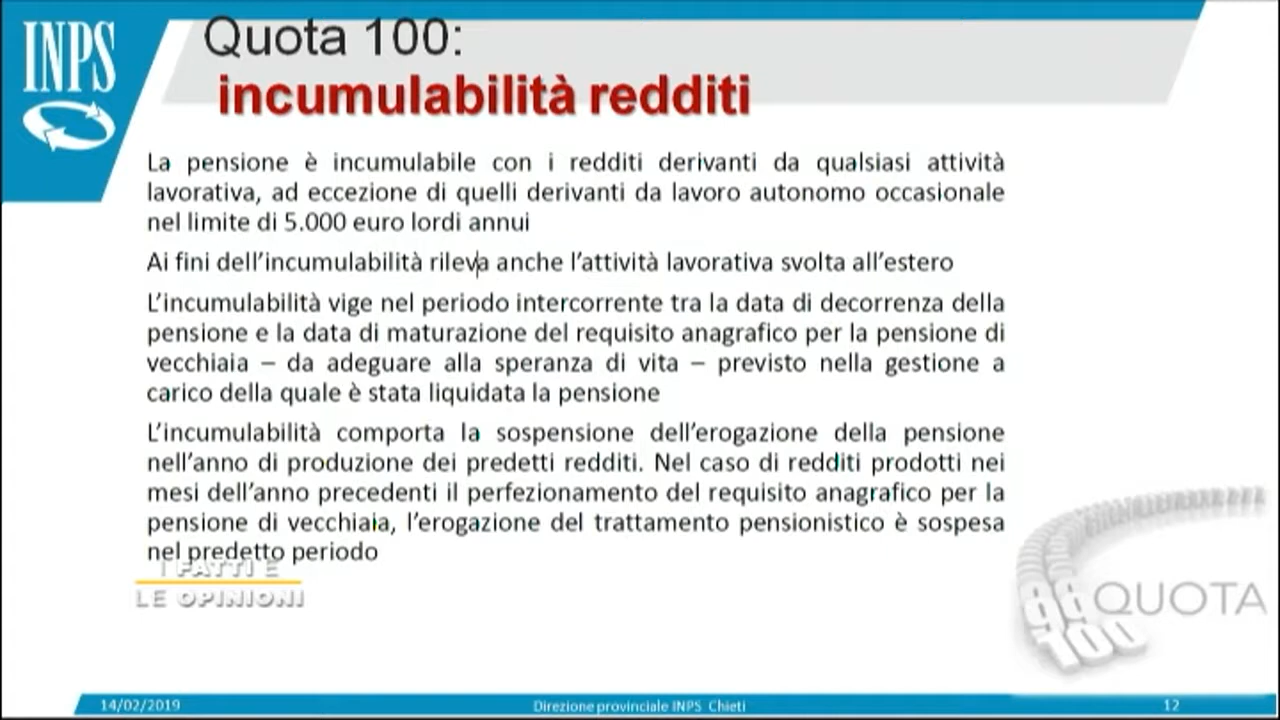 INPS
Quota 100:
incumulabilità redditi
La pensione è incumulabile con i redditi derivanti da qualsiasi attività
lavorativa, ad eccezione di quelli derivanti da lavoro autonomo occasionale
nel limite di 5.000 euro lordi annui
Ai fini dell’incumulabilità rileva anche l’attività lavorativa svolta all’estero
L’incumulabilità vige nel periodo intercorrente tra la data di decorrenza della
pensione e la data di maturazione del requisito anagrafico per la pensione di
vecchiaia – da adeguare alla speranza di vita – previsto nella gestione a
carico della quale è stata liquidata la pensione
L’incumulabilità comporta la sospensione dell’erogazione della pensione
nell’anno di produzione dei predetti redditi. Nel caso di redditi prodotti nei
mesi dell’anno precedenti il perfezionamento del requisito anagrafico per la
pensione di vecchiaia, l’erogazione del trattamento pensionistico è sospesa
nel predetto periodo
I FATTI E
LE OPINIONI
99 QUOTA
100
14/02/2019 Direzione provinciale INPS Chieti 12